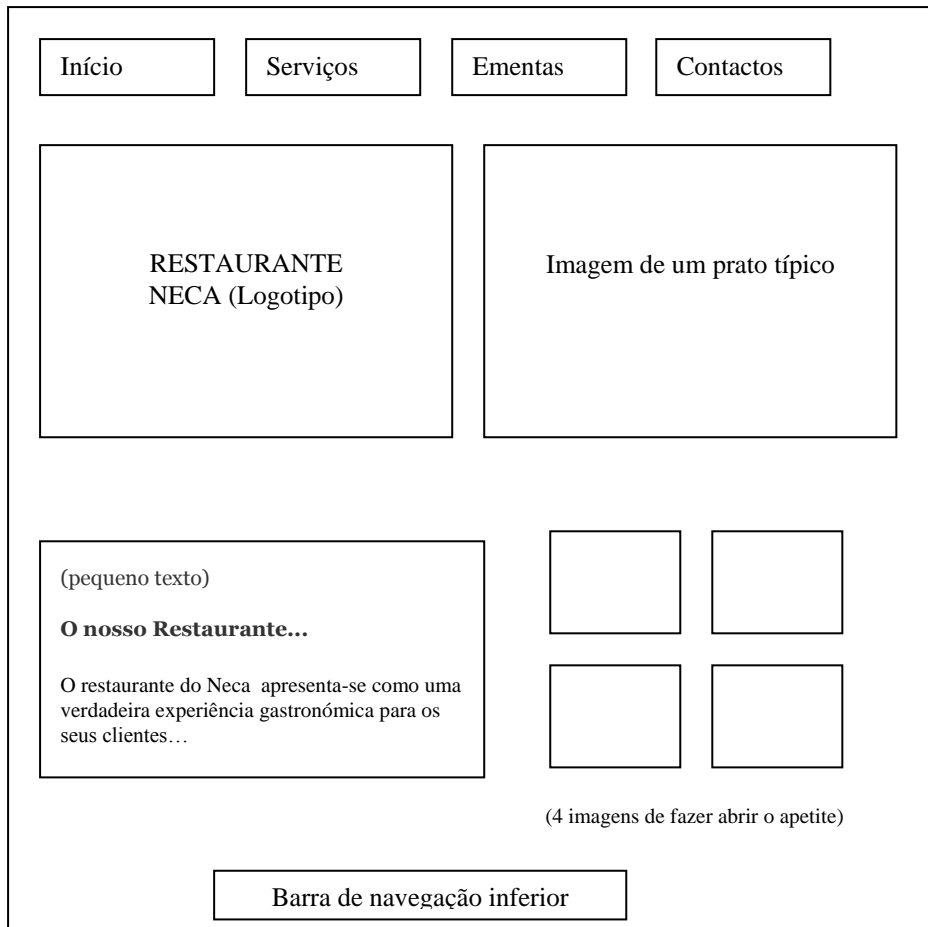 Início
Serviços
Ementas
Contactos
RESTAURANTE
NECA (Logotipo)
Imagem de um prato típico
(pequeno texto)
O nosso Restaurante...
O restaurante do Neca apresenta-se como uma
verdadeira experiência gastronómica para os
seus clientes…
(4 imagens de fazer abrir o apetite)
Barra de navegação inferior